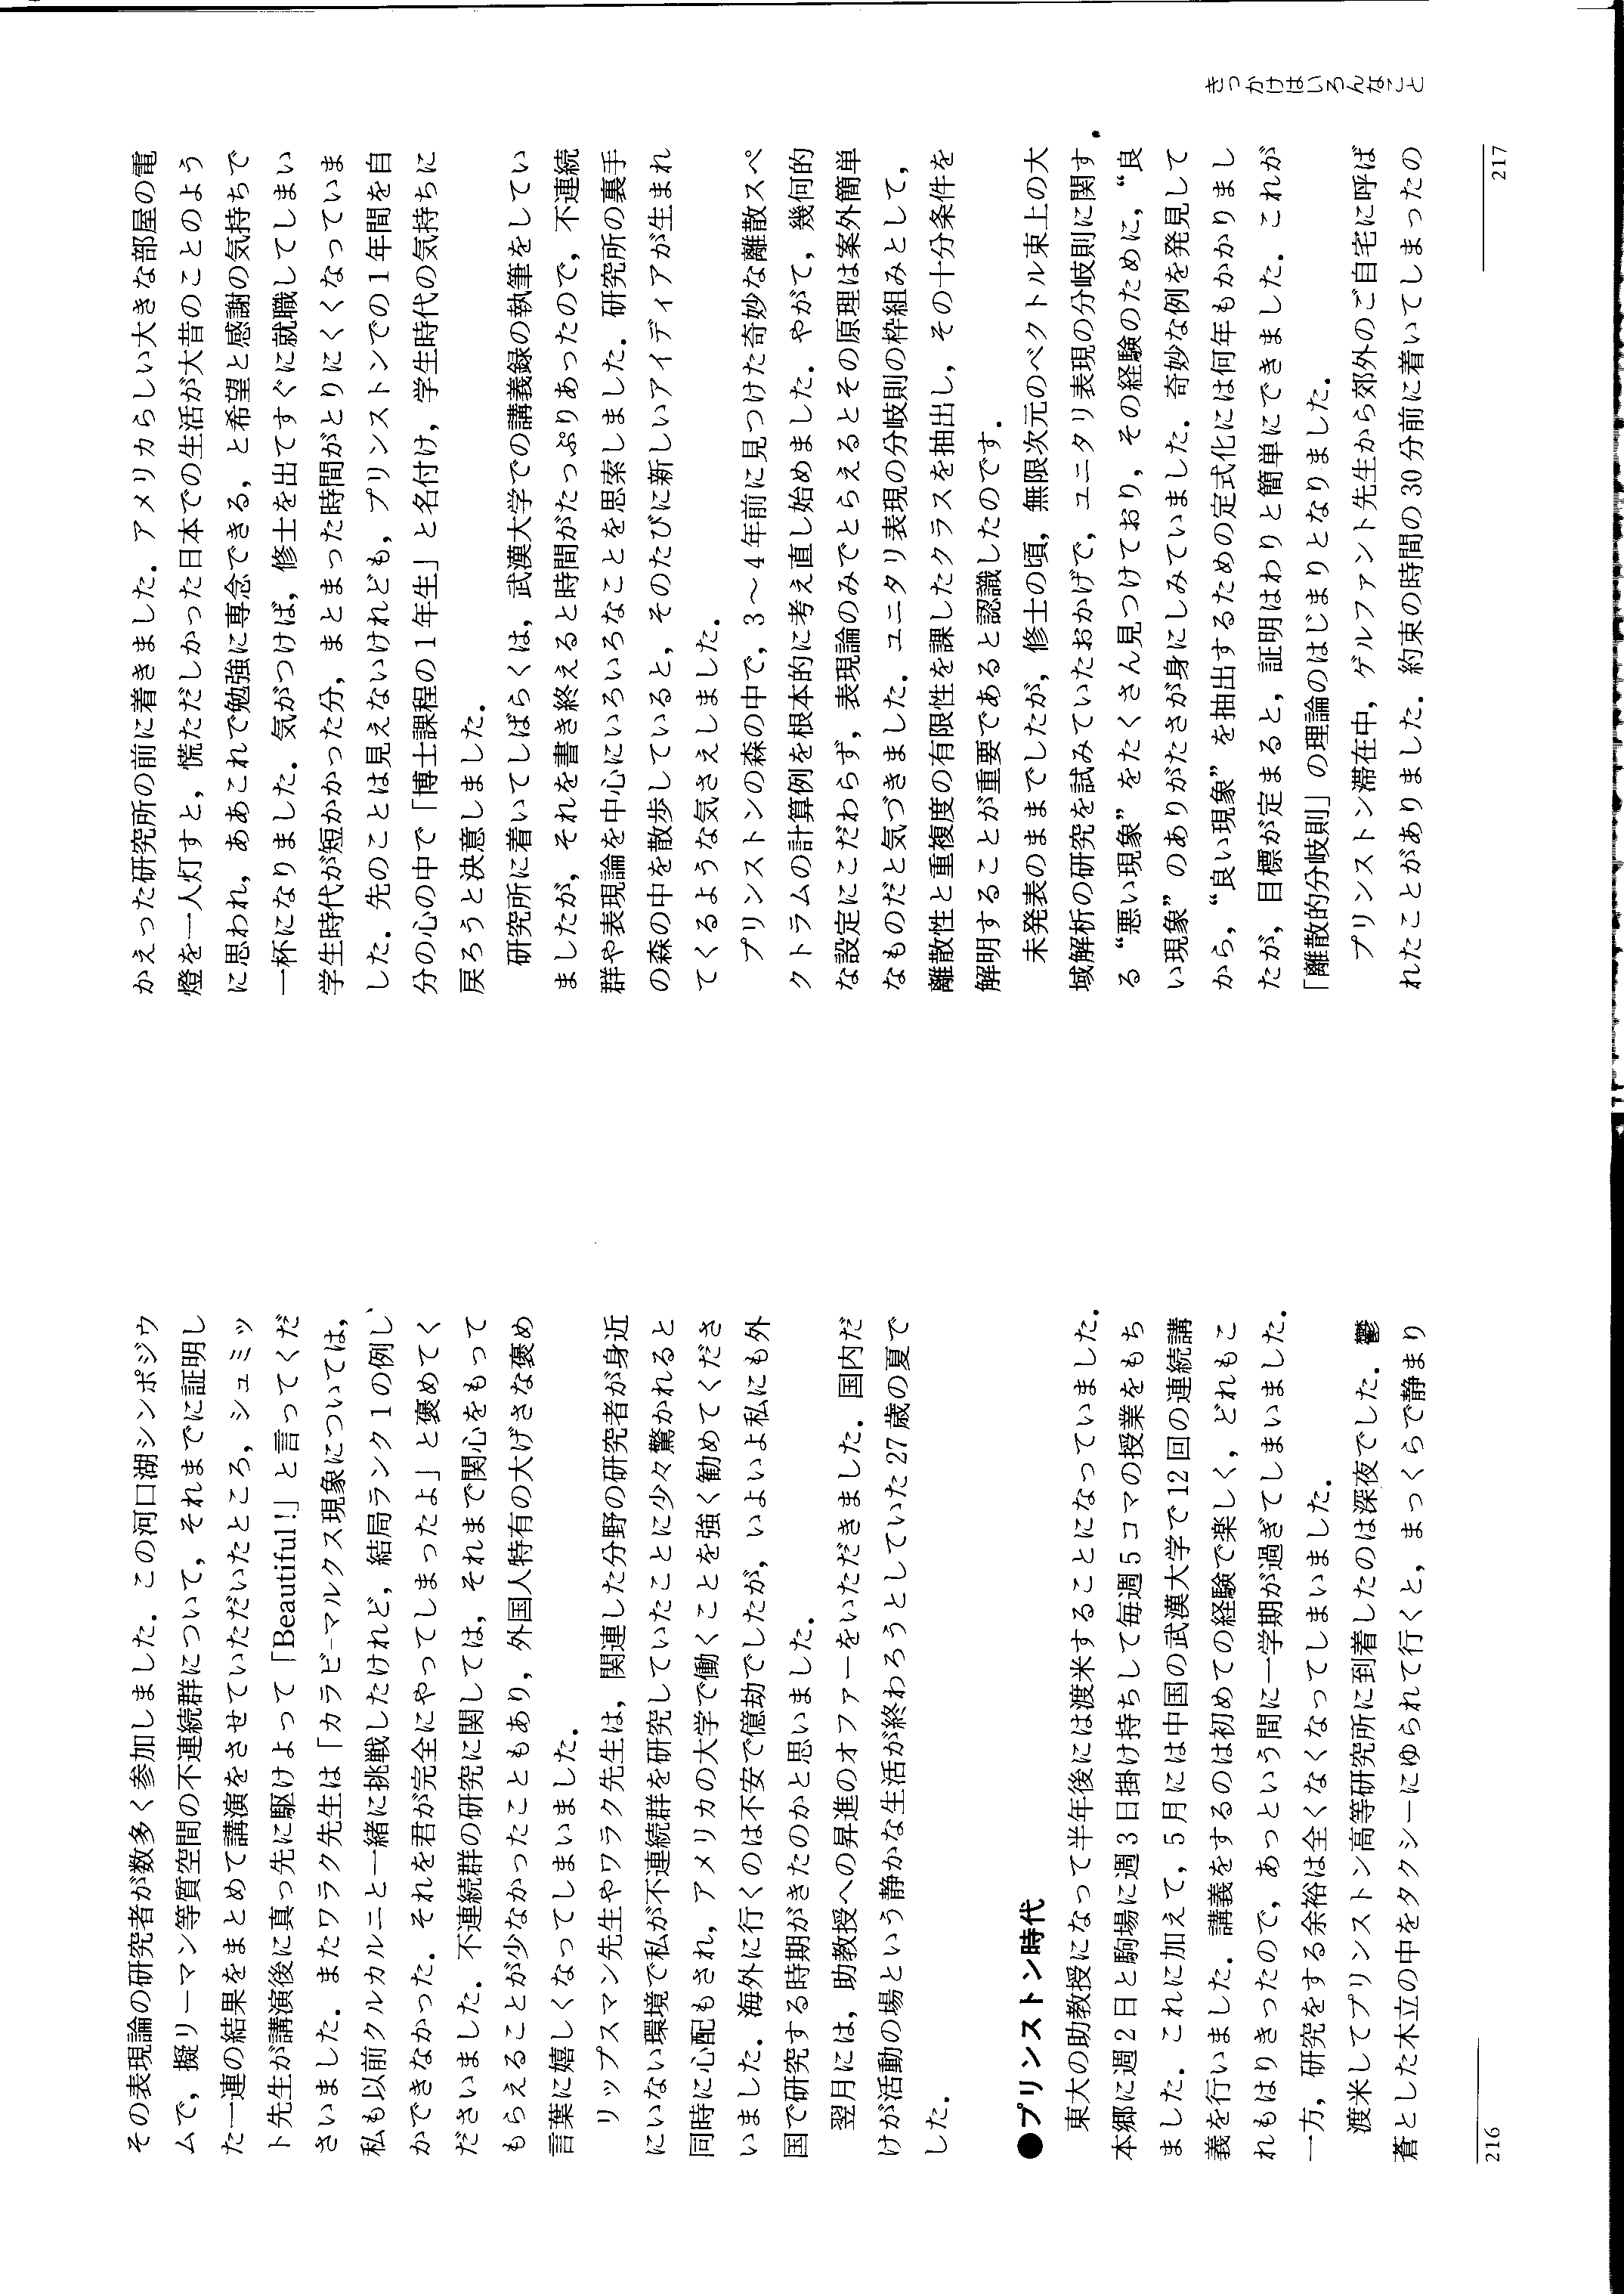 その表現論の研究者が数多く参加しました．この河口湖シンポジウ
ムで，擬リーマン等質空間の不連続群について，それまでに証明し
た一連の結果をまとめて講演をさせていただいたところ，シュミッ
ト先生が講演後に真っ先に駆けよって「Beautiful!」と言ってくだ
さいました．またワラク先生は「カラビ-マルクス現象については，
私も以前クルカルニと一緒に挑戦したけれど，結局ランク1の例し
かできなかった．それを君が完全にやってしまったよ」と褒めてく
ださいました．不連続群の研究に関しては，それまで関心をもって
もらえることが少なかったこともあり，外国人特有の大げさな褒め
言葉に嬉しくなってしまいました．
リップスマン先生やワラク先生は，関連した分野の研究者が身近
にいない環境で私が不連続群を研究していたことに少々驚かれると
同時に心配もされ，アメリカの大学で働くことを強く勧めてくださ
いました．海外に行くのは不安で億劫でしたが，いよいよ私にも外
国で研究する時期がきたのかと思いました．
翌月には，助教授への昇進のオファーをいただきました．国内だ
けが活動の場という静かな生活が終わろうとしていた27歳の夏で
した．
●プリンストン時代
東大の助教授になって半年後には渡米することになっていました．
本郷に週2日と駒場に週3日掛け持ちして毎週5コマの授業をもち
ました．これに加えて，5月には中国の武漢大学で12回の連続講
義を行いました．講義をするのは初めての経験で楽しく，どれもこ
れもはりきったので，あっという間に一学期が過ぎてしまいました．
一方，研究をする余裕は全くなくなってしまいました．
渡米してプリンストン高等研究所に到着したのは深夜でした．鬱
蒼とした木立の中をタクシーにゆられて行くと，まっくらで静まり
216
かえった研究所の前に着きました．アメリカらしい大きな部屋の電
燈を一人灯すと，慌ただしかった日本での生活が大昔のことのよう
に思われ，ああこれで勉強に専念できる，と希望と感謝の気持ちで
一杯になりました．気がつけば，修士を出てすぐに就職してしまい
学生時代が短かかった分，まとまった時間がとりにくくなっていま
した．先のことは見えないけれども，プリンストンでの1年間を自
分の心の中で「博士課程の1年生」と名付け，学生時代の気持ちに
戻ろうと決意しました．
研究所に着いてしばらくは，武漢大学での講義録の執筆をしてい
ましたが，それを書き終えると時間がたっぷりあったので，不連続
群や表現論を中心にいろいろなことを思索しました．研究所の裏手
の森の中を散歩していると，そのたびに新しいアイディアが生まれ
てくるような気さえしました．
プリンストンの森の中で，3〜4年前に見つけた奇妙な離散スペ
クトラムの計算例を根本的に考え直し始めました．やがて，幾何的
な設定にこだわらず，表現論のみでとらえるとその原理は案外簡単
なものだと気づきました．ユニタリ表現の分岐則の枠組みとして，
離散性と重複度の有限性を課したクラスを抽出し，その十分条件を
解明することが重要であると認識したのです．
未発表のままでしたが，修士の頃，無限次元のベクトル束上の大
域解析の研究を試みていたおかげで，ユニタリ表現の分岐則に関す
る“悪い現象”をたくさん見つけており，その経験のために，“良
い現象”のありがたさが身にしみていました．奇妙な例を発見して
から，“良い現象”を抽出するための定式化には何年もかかりまし
たが，目標が定まると，証明はわりと簡単にできました．これが
「離散的分岐則」の理論のはじまりとなりました．
プリンストン滞在中，ゲルファント先生から郊外のご自宅に呼ば
れたことがありました．約束の時間の30分前に着いてしまったの
きっかけはいろんなこと
217